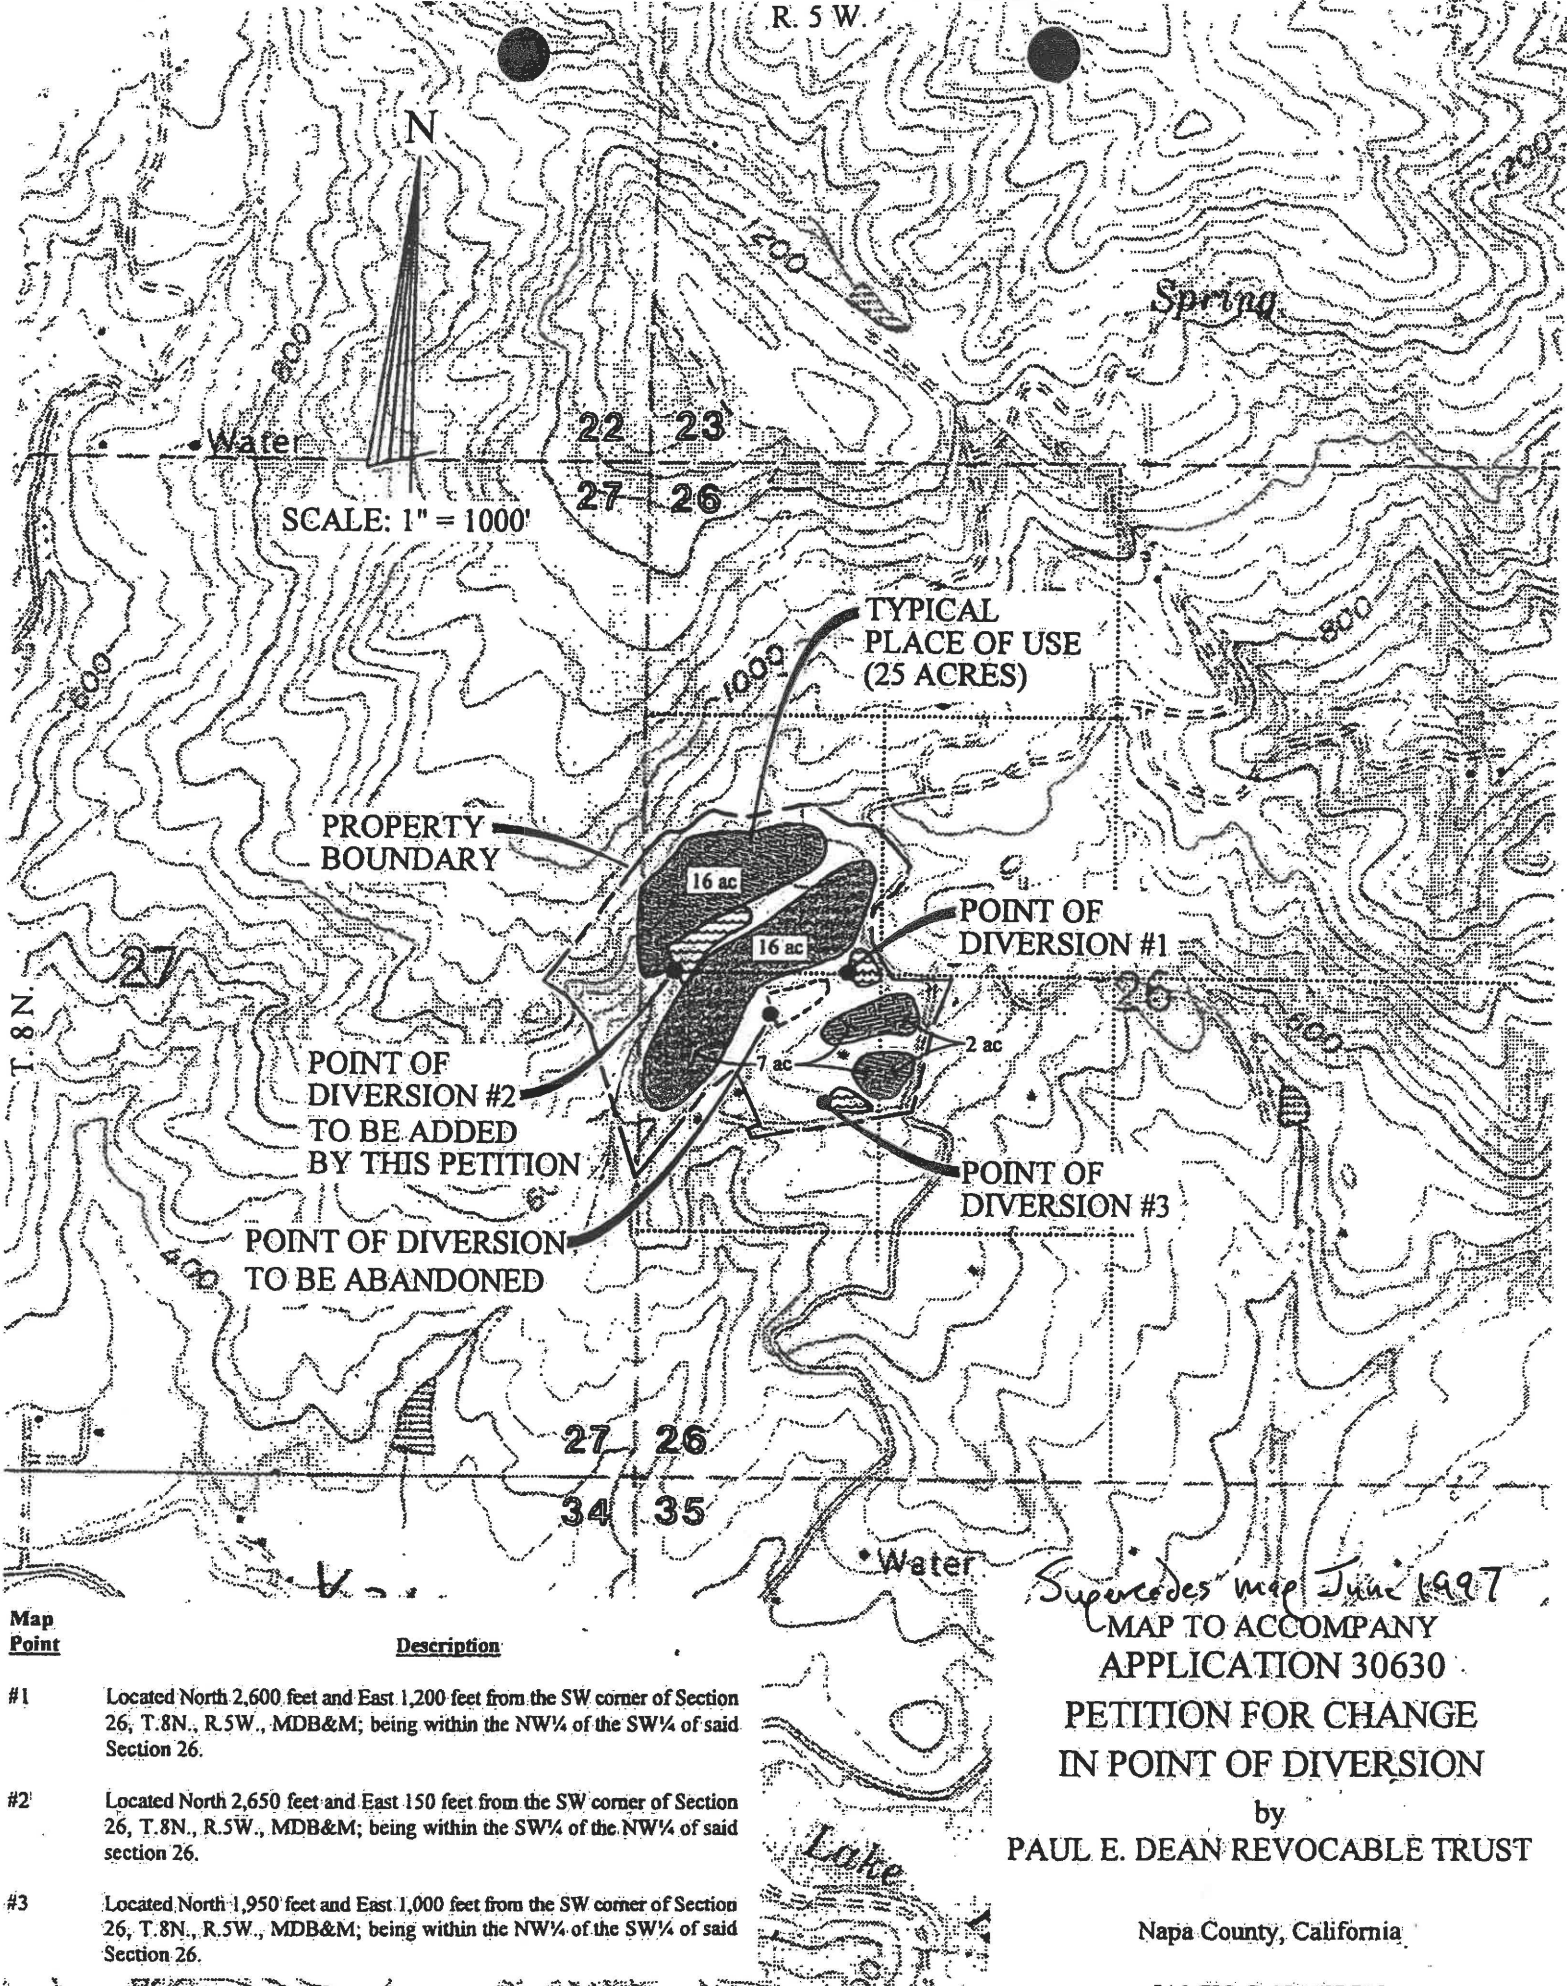 R. 5 W.
N
1200
1200
Spring
800
22 23
Water
27 26
SCALE: 1" = 1000'
TYPICAL
PLACE OF USE
(25 ACRES)
800
1000
600
PROPERTY
BOUNDARY
16 ac
POINT OF
DIVERSION #1
16 ac
27
26
T. 8 N.
600
2 ac
7 ac
POINT OF
DIVERSION #2
TO BE ADDED
BY THIS PETITION
POINT OF
DIVERSION #3
POINT OF DIVERSION
TO BE ABANDONED
400
27 26
34 35
Water
Supercedes map June 1997
MAP TO ACCOMPANY
APPLICATION 30630
PETITION FOR CHANGE
IN POINT OF DIVERSION
by
PAUL E. DEAN REVOCABLE TRUST
Napa County, California
Lake
Map
Point
Description
#1 Located North 2,600 feet and East 1,200 feet from the SW corner of Section
26, T.8N., R.5W., MDB&M; being within the NW¼ of the SW¼ of said
Section 26.
#2 Located North 2,650 feet and East 150 feet from the SW corner of Section
26, T.8N., R.5W., MDB&M; being within the SW¼ of the NW¼ of said
section 26.
#3 Located North 1,950 feet and East 1,000 feet from the SW corner of Section
26, T.8N., R.5W., MDB&M; being within the NW¼ of the SW¼ of said
Section 26.